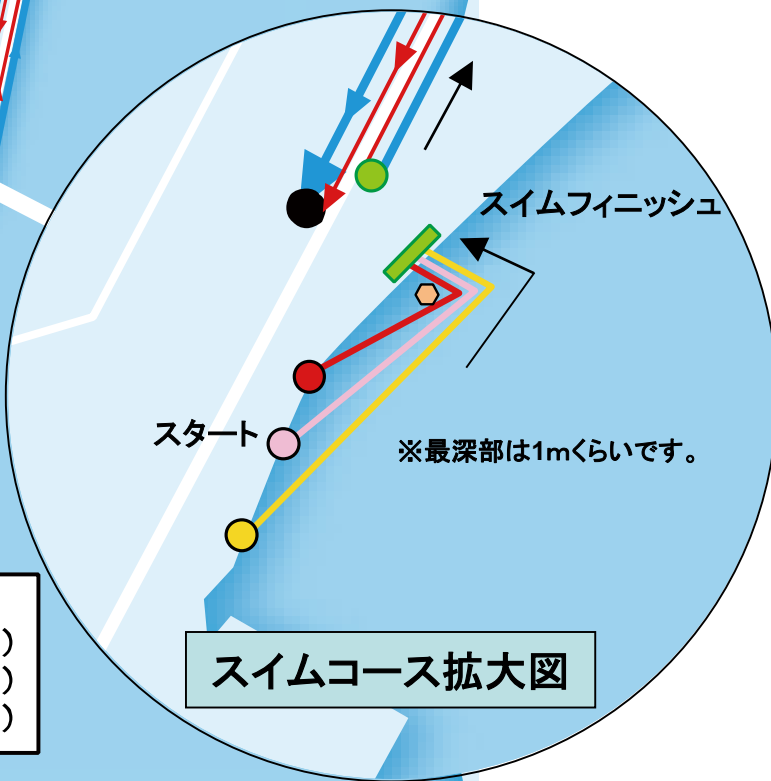 スイムフィニッシュ
スタート
※最深部は1mくらいです。
)
)
)
スイムコース拡大図